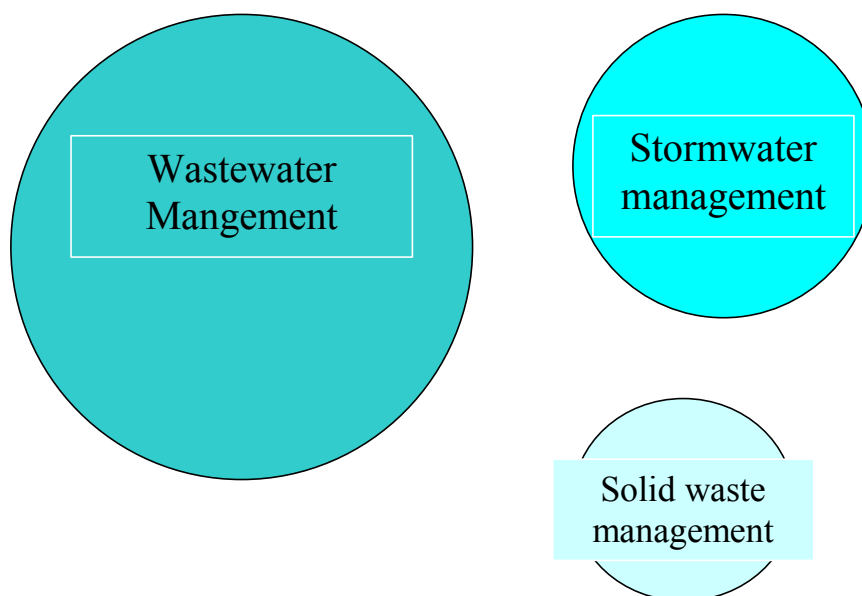 Wastewater
Mangement
Stormwater
management
Solid waste
management